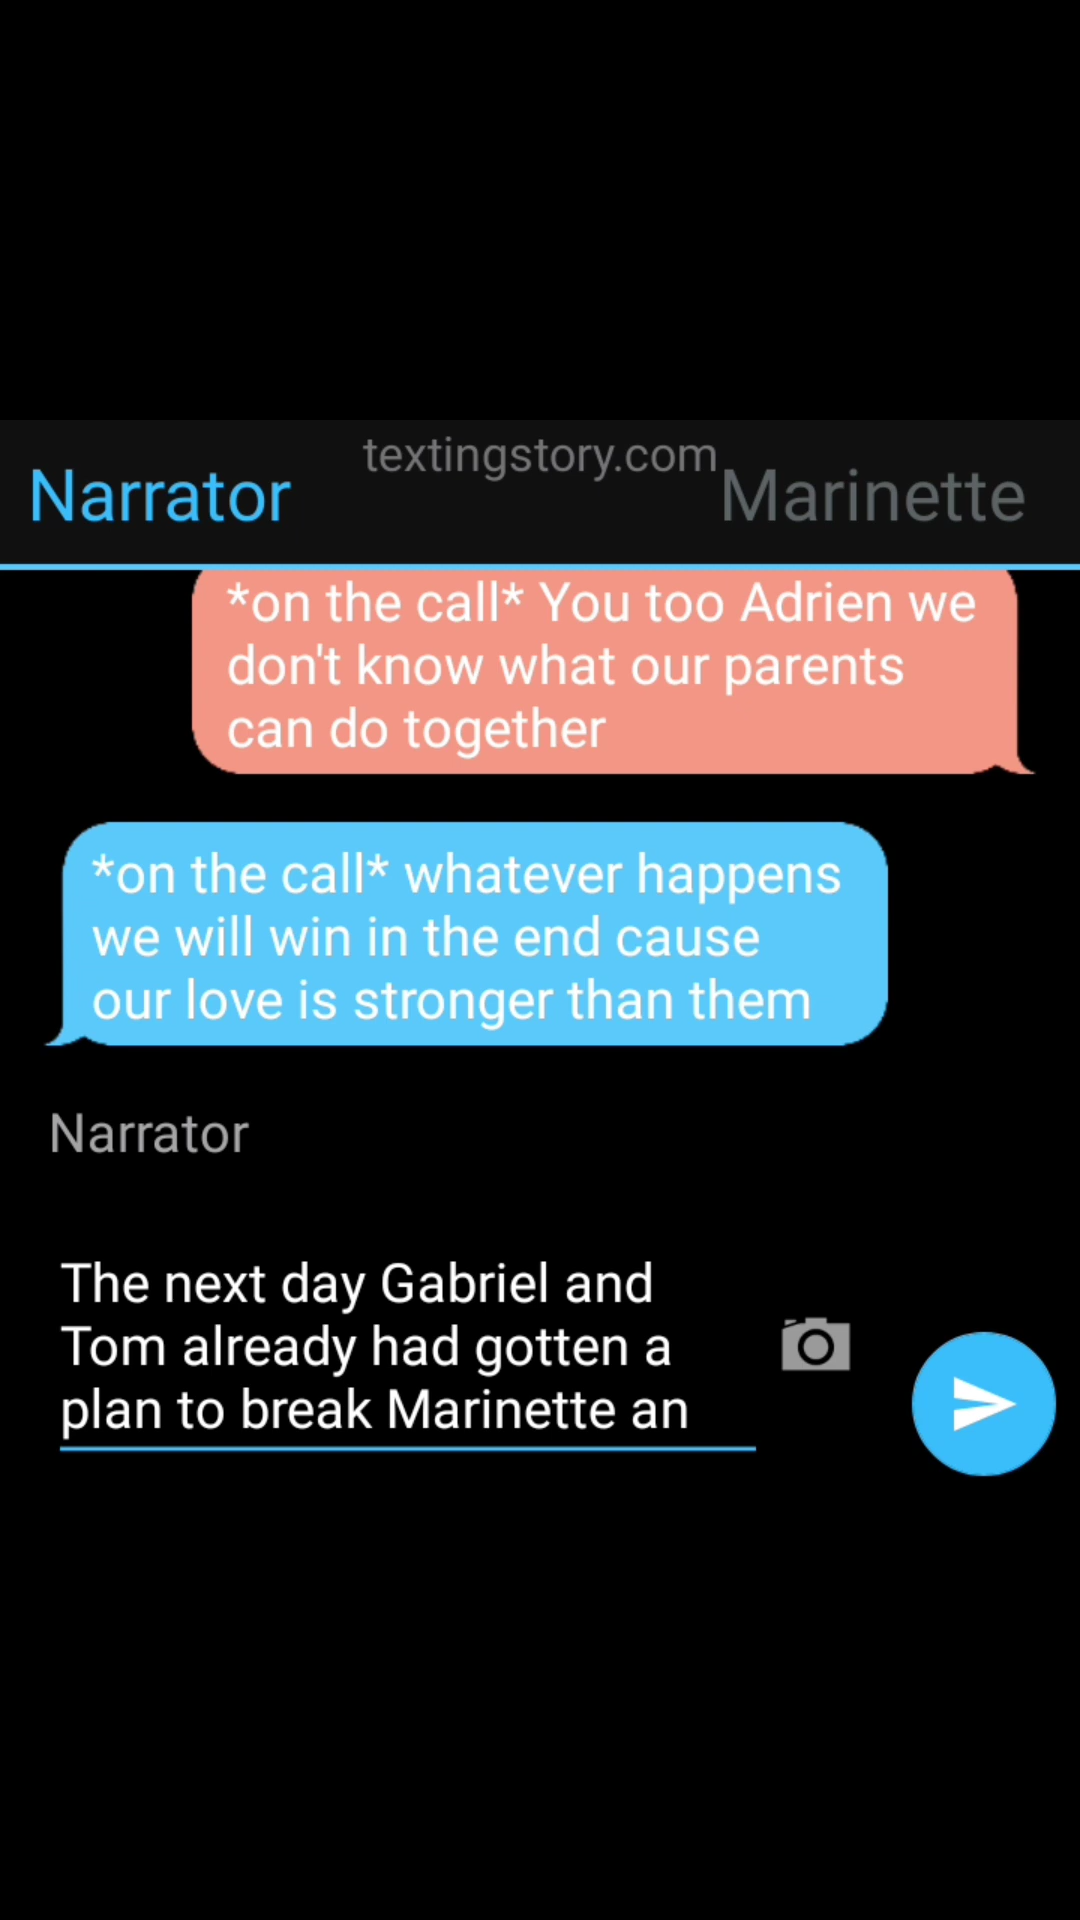 textingstory.com
Narrator
Marinette
*on the call* You too Adrien we
don't know what our parents
can do together
*on the call* whatever happens
we will win in the end cause
our love is stronger than them
Narrator
The next day Gabriel and
Tom already had gotten a
plan to break Marinette an